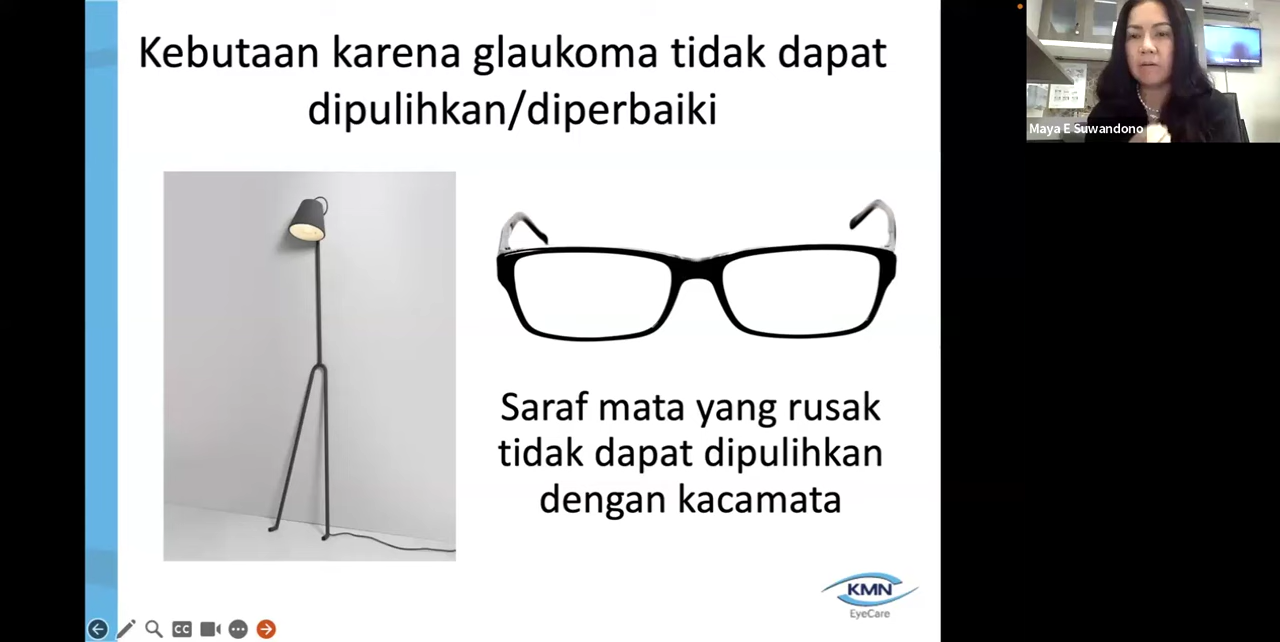 Kebutaan karena glaukoma tidak dapat
dipulihkan/diperbaiki
Maya E Suwandono
Saraf mata yang rusak
tidak dapat dipulihkan
dengan kacamata
KMN
EyeCare
CC